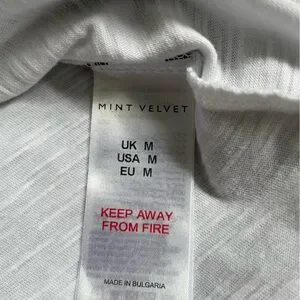 MINT VELVET
UK M
USA M
EU M
KEEP AWAY
FROM FIRE
MADE IN BULGARIA